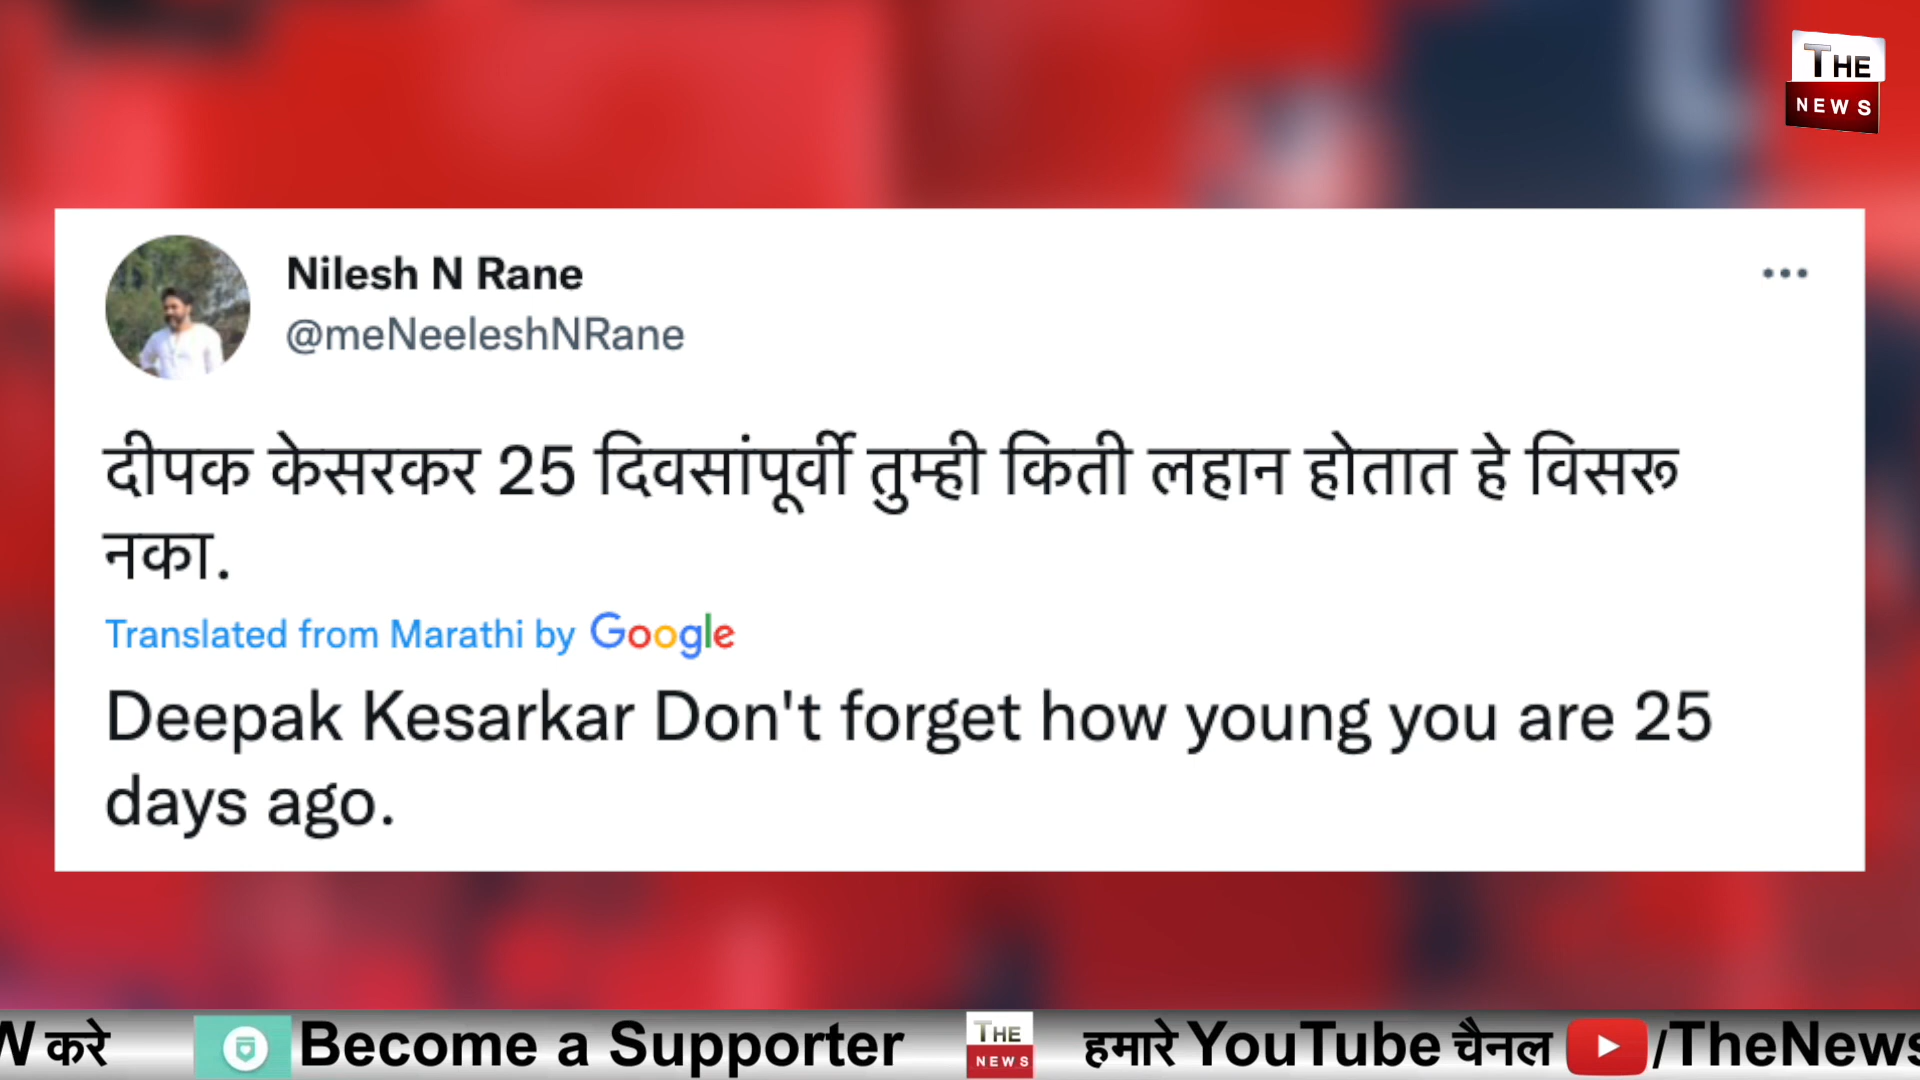 THE
NEWS
Nilesh N Rane
@meNeeleshNRane
दीपक केसरकर 25 दिवसांपूर्वी तुम्ही किती लहान होतात हे विसरू
नका.
Translated from Marathi by Google
Deepak Kesarkar Don't forget how young you are 25
days ago.
करे Become a Supporter THE NEWS हमारे YouTube चैनल /TheNews